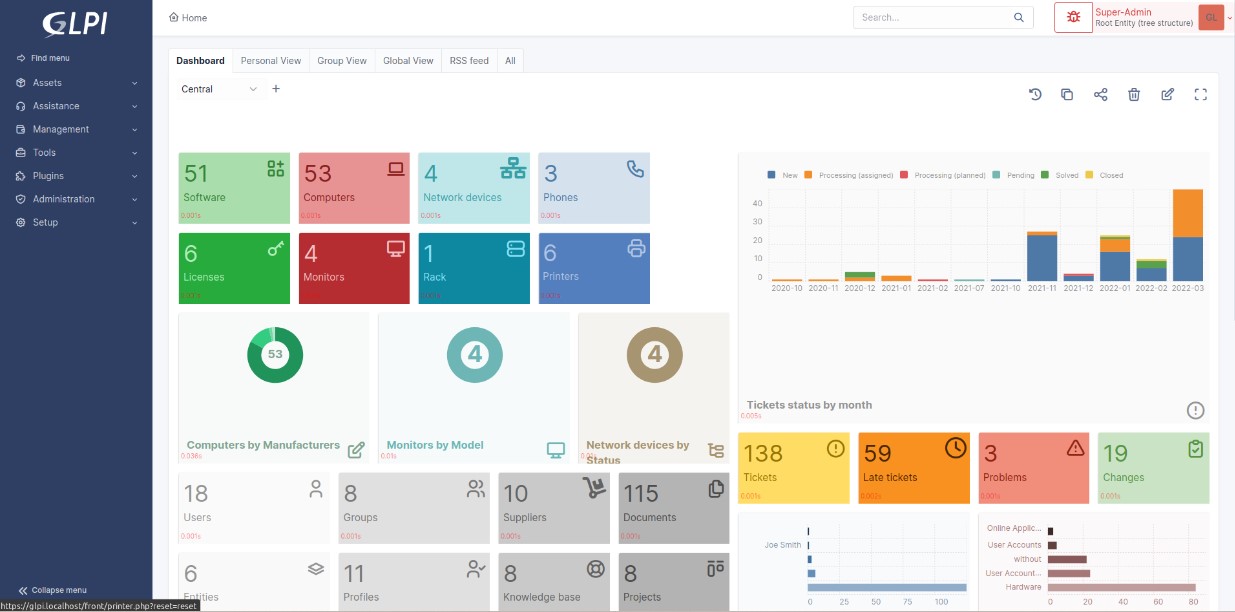 GLPI
Find menu
Assets
Assistance
Management
Tools
Plugins
Administration
Setup
Collapse menu
https://glpi.localhost/front/printer.php?reset=reset
Home
Search...
Super-Admin
Root Entity (tree structure)
GL
Dashboard
Personal View
Group View
Global View
RSS feed
All
Central
51
Software
0.001s
53
Computers
0.001s
4
Network devices
0.001s
3
Phones
0.001s
6
Licenses
4
Monitors
1
Rack
6
Printers
53
Computers by Manufacturers
0.036s
4
Monitors by Model
0.01s
4
Network devices by
Status
18
Users
0.001s
8
Groups
0.001s
10
Suppliers
0.001s
115
Documents
0.001s
6
Entities
11
Profiles
8
Knowledge base
8
Projects
New
Processing (assigned)
Processing (planned)
Pending
Solved
Closed
40
30
20
10
0
2020-10
2020-11
2020-12
2021-01
2021-02
2021-07
2021-10
2021-11
2021-12
2022-01
2022-02
2022-03
Tickets status by month
0.005s
138
Tickets
0.001s
59
Late tickets
0.002s
3
Problems
0.001s
19
Changes
0.001s
Joe Smith
0
25
50
75
100
Online Applic...
User Accounts
without
User Account...
Hardware
0
20
40
60
80